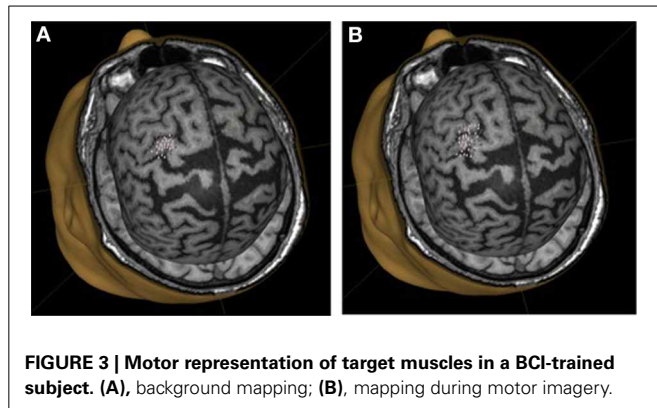 A
B
FIGURE 3 | Motor representation of target muscles in a BCI-trained
subject. (A), background mapping; (B), mapping during motor imagery.